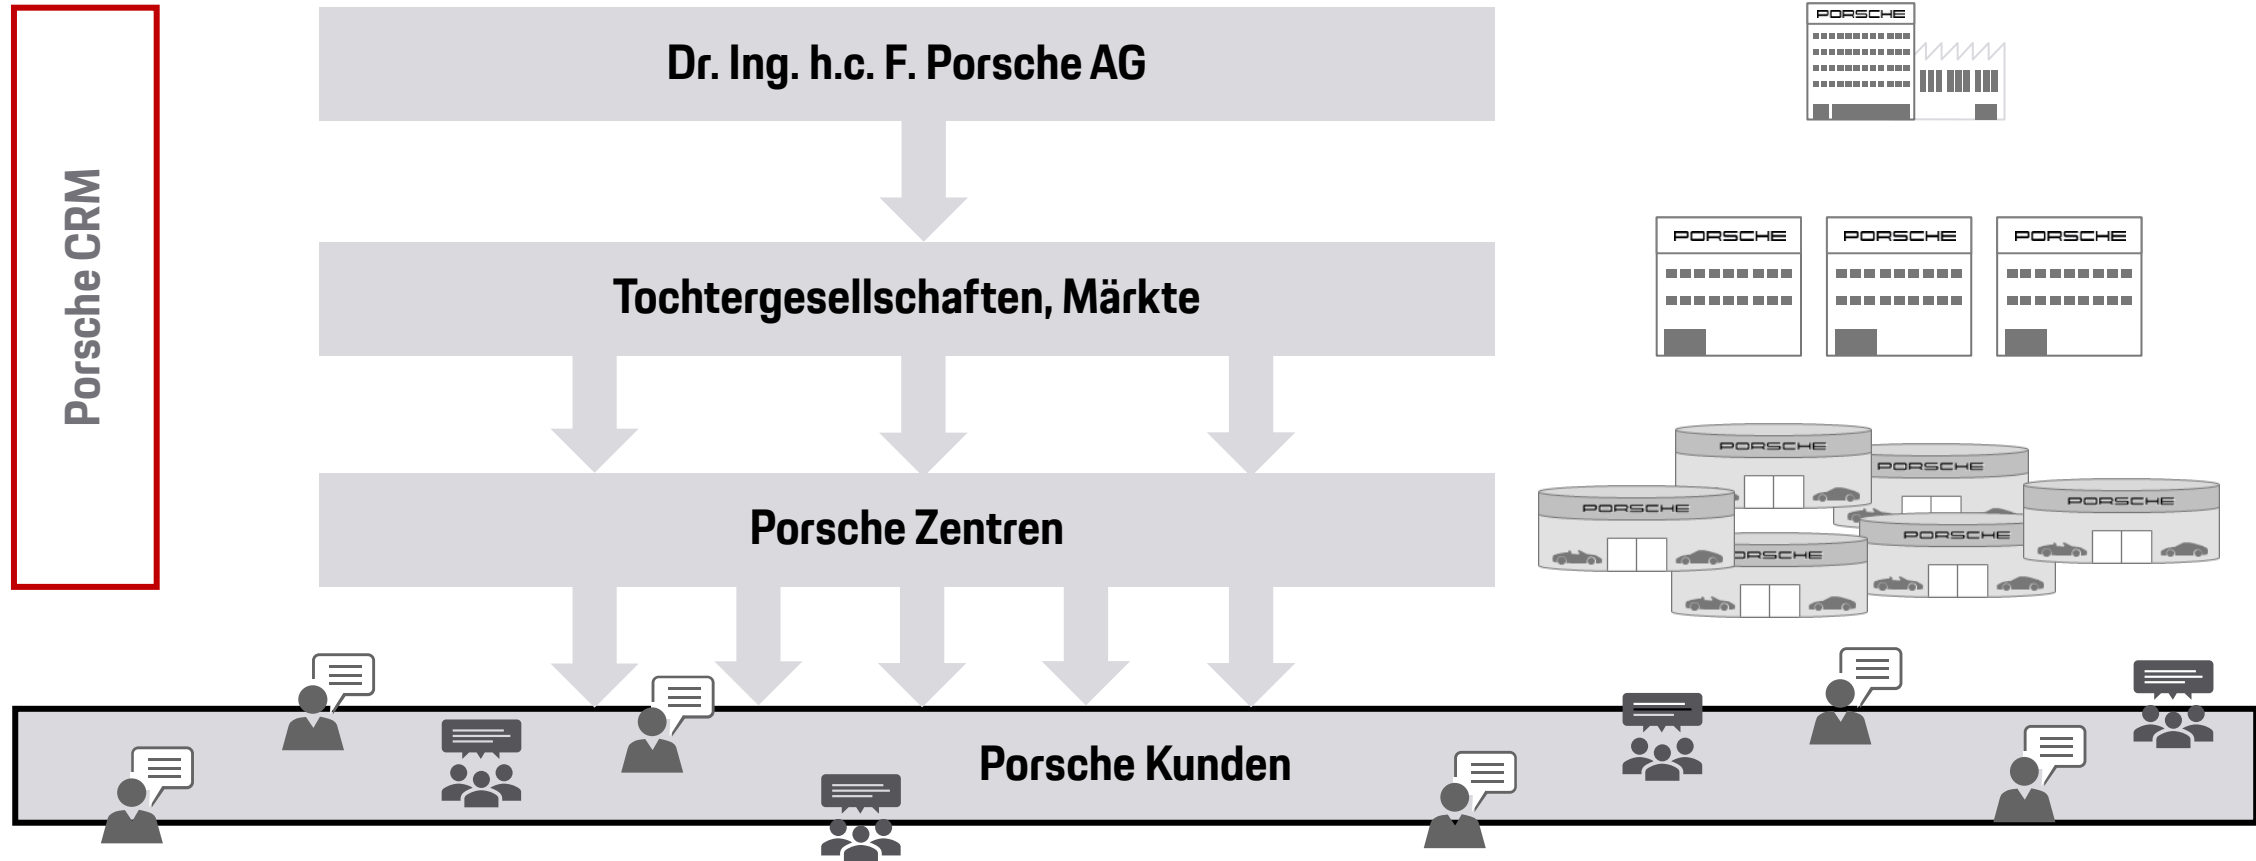 Porsche CRM
Dr. Ing. h.c. F. Porsche AG
PORSCHE
Tochtergesellschaften, Märkte
PORSCHE
PORSCHE
PORSCHE
Porsche Zentren
PORSCHE
PORSCHE
PORSCHE
PORSCHE
PORSCHE
ORSCHE
Porsche Kunden